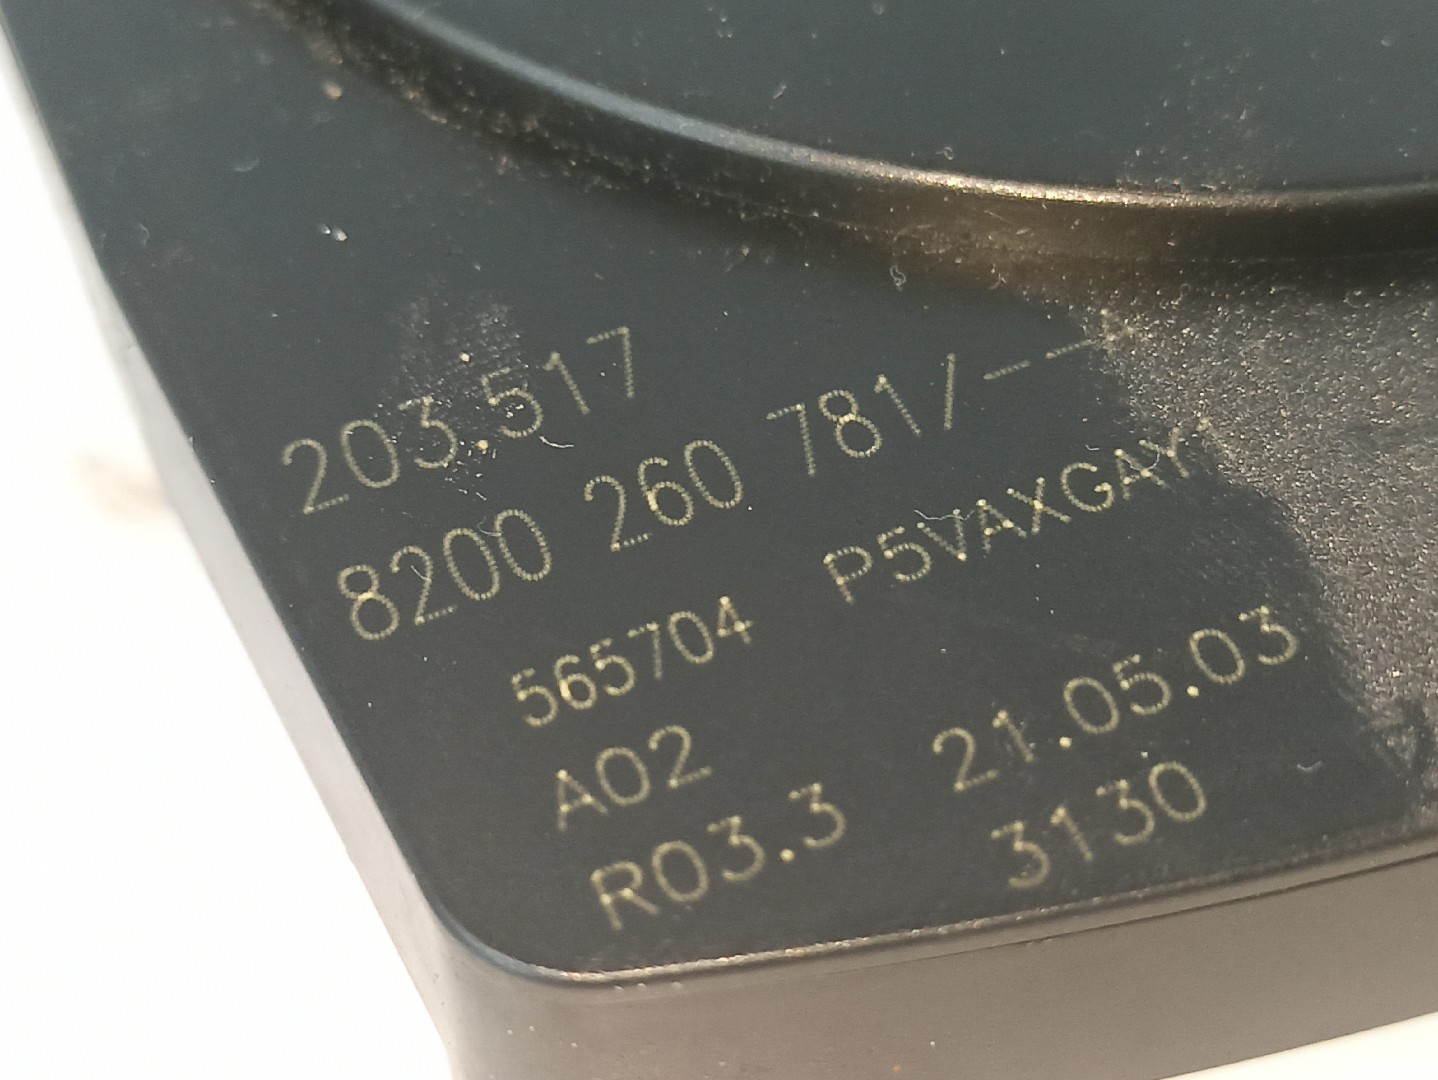 203.517
8200 260 781/---
565704 P5VAXGAY
A02 21.05.03
R03.3 3130